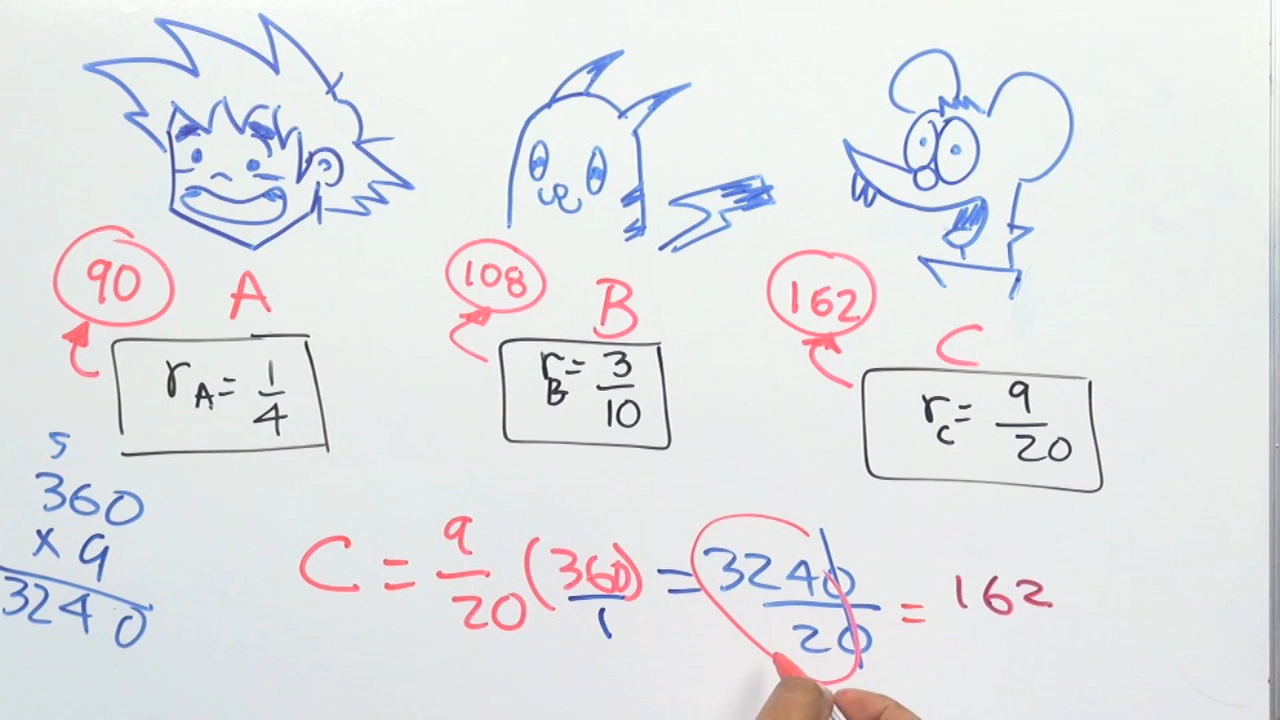 90 A
108 B
162 C
r_A = 1/4
r_B = 3/10
r_C = 9/20
5
360
x 9
3240
C = 9/20 (360/1) = 3240/20 = 162